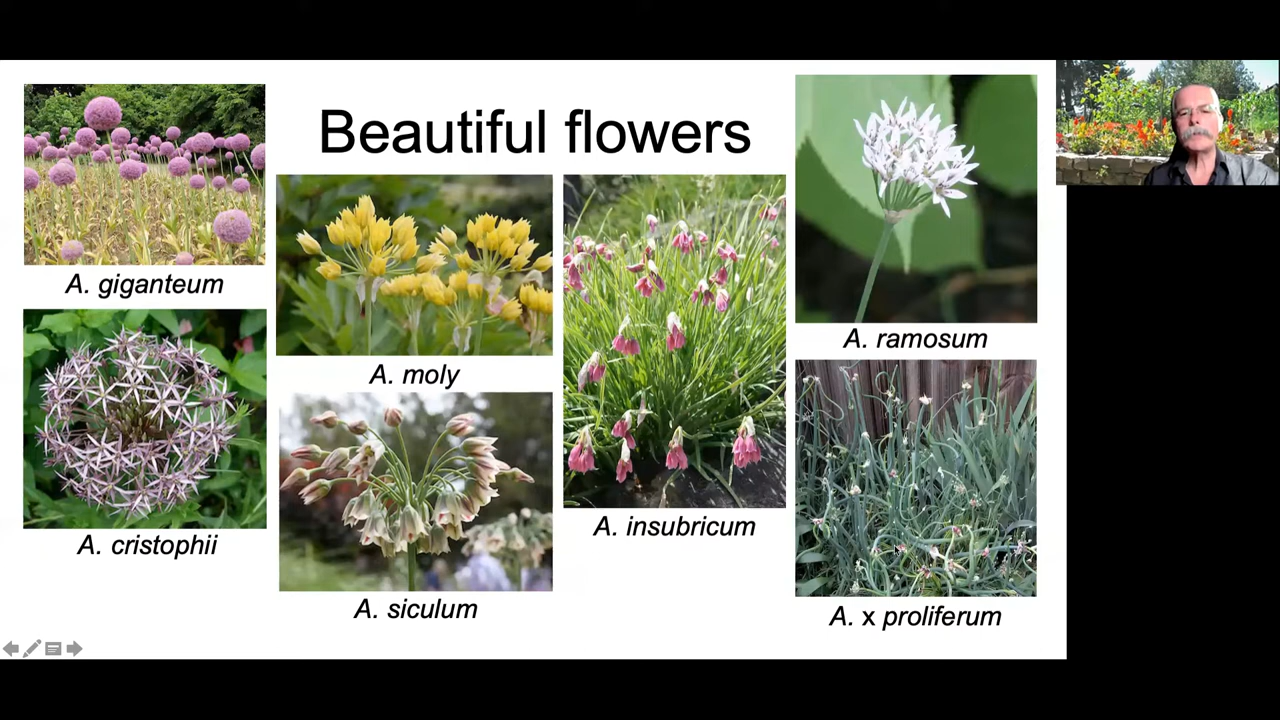 Beautiful flowers
A. giganteum
A. cristophii
A. moly
A. siculum
A. insubricum
A. ramosum
A. x proliferum